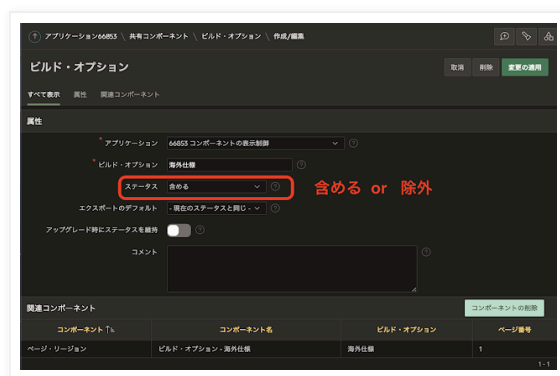 アプリケーション66853 \ 共有コンポーネント \ ビルド・オプション \ 作成/編集
ビルド・オプション
取消 削除 変更の適用
すべて表示 属性 関連コンポーネント
属性
* アプリケーション 66853 コンポーネントの表示制御
* ビルド・オプション 海外仕様
ステータス 含める
含める or 除外
エクスポートのデフォルト - 現在のステータスと同じ -
アップグレード時にステータスを維持
コメント
関連コンポーネント コンポーネントの削除
コンポーネント コンポーネント名 ビルド・オプション ページ番号
ページ・リージョン ビルド・オプション - 海外仕様 海外仕様 1
1 - 1